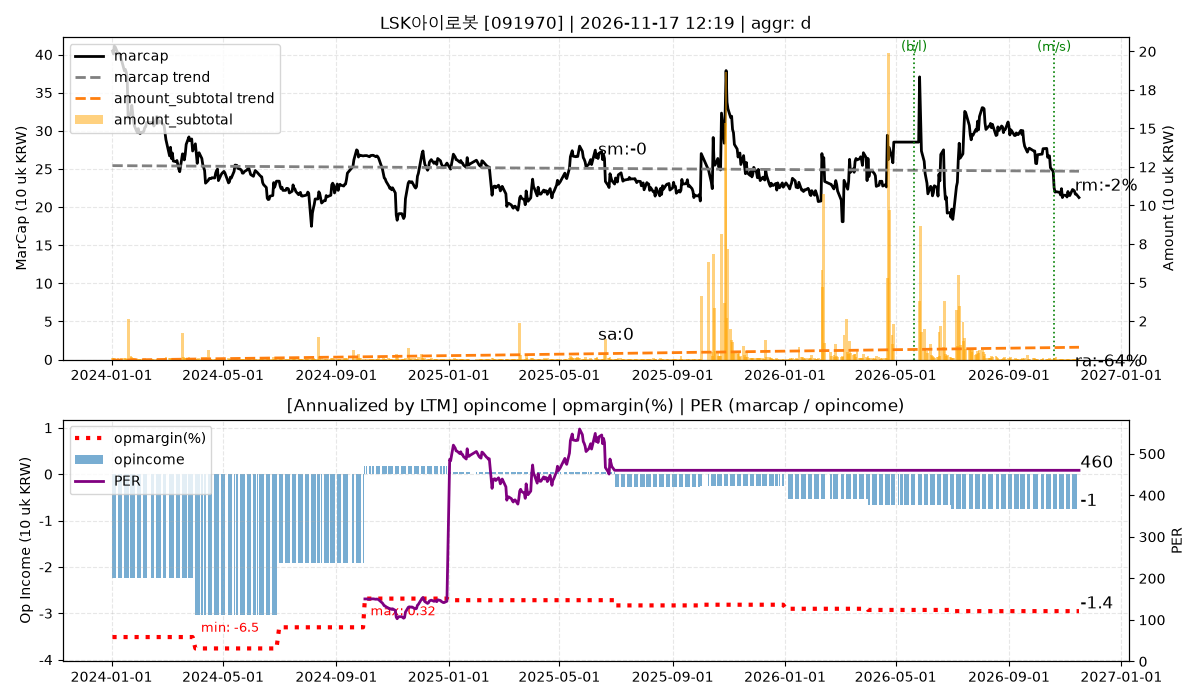 LSK아이로봇 [091970] | 2026-11-17 12:19 | aggr: d
MarCap (10 uk KRW)
40
35
30
25
20
15
10
5
0
marcap
marcap trend
amount_subtotal trend
amount_subtotal
(b/l)
(m/s)
sm:-0
rm:-2%
sa:0
ra:-64%
20
18
15
12
10
8
5
2
0
Amount (10 uk KRW)
2024-01-01 2024-05-01 2024-09-01 2025-01-01 2025-05-01 2025-09-01 2026-01-01 2026-05-01 2026-09-01 2027-01-01
[Annualized by LTM] opincome | opmargin(%) | PER (marcap / opincome)
Op Income (10 uk KRW)
1
0
-1
-2
-3
-4
opmargin(%)
opincome
PER
460
-1
-1.4
max: 0.32
min: -6.5
500
400
300
200
100
0
PER
2024-01-01 2024-05-01 2024-09-01 2025-01-01 2025-05-01 2025-09-01 2026-01-01 2026-05-01 2026-09-01 2027-01-01